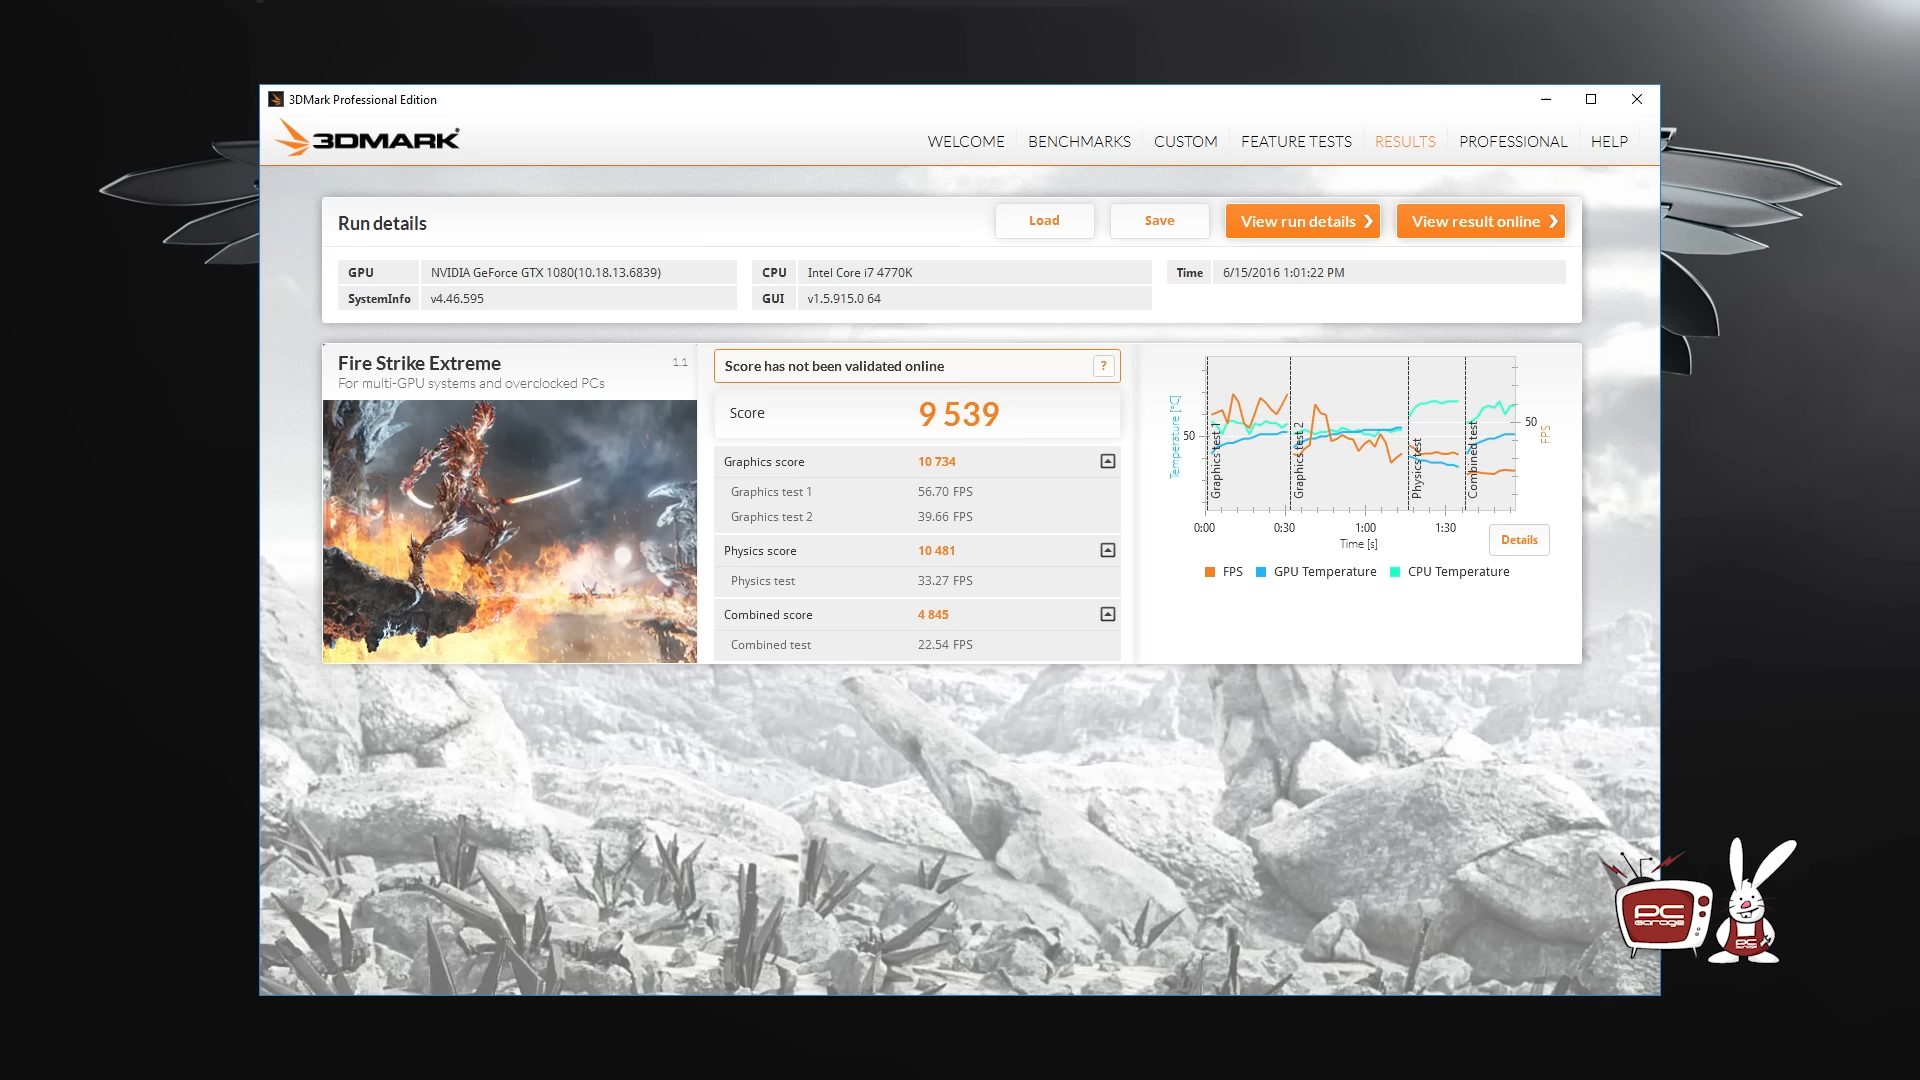 3DMark Professional Edition
3DMARK
WELCOME BENCHMARKS CUSTOM FEATURE TESTS RESULTS PROFESSIONAL HELP
Run details
Load
Save
View run details
View result online
GPU NVIDIA GeForce GTX 1080(10.18.13.6839)
CPU Intel Core i7 4770K
Time 6/15/2016 1:01:22 PM
SystemInfo v4.46.595
GUI v1.5.915.0 64
Fire Strike Extreme 1.1
For multi-GPU systems and overclocked PCs
Score has not been validated online ?
Score 9 539
Graphics score 10 734
Graphics test 1 56.70 FPS
Graphics test 2 39.66 FPS
Physics score 10 481
Physics test 33.27 FPS
Combined score 4 845
Combined test 22.54 FPS
Temperature [°C]
50
Graphics test 1
Graphics test 2
Physics test
Combined test
50
FPS
0:00 0:30 1:00 1:30
Time [s]
Details
FPS GPU Temperature CPU Temperature
PC
Garage
PC